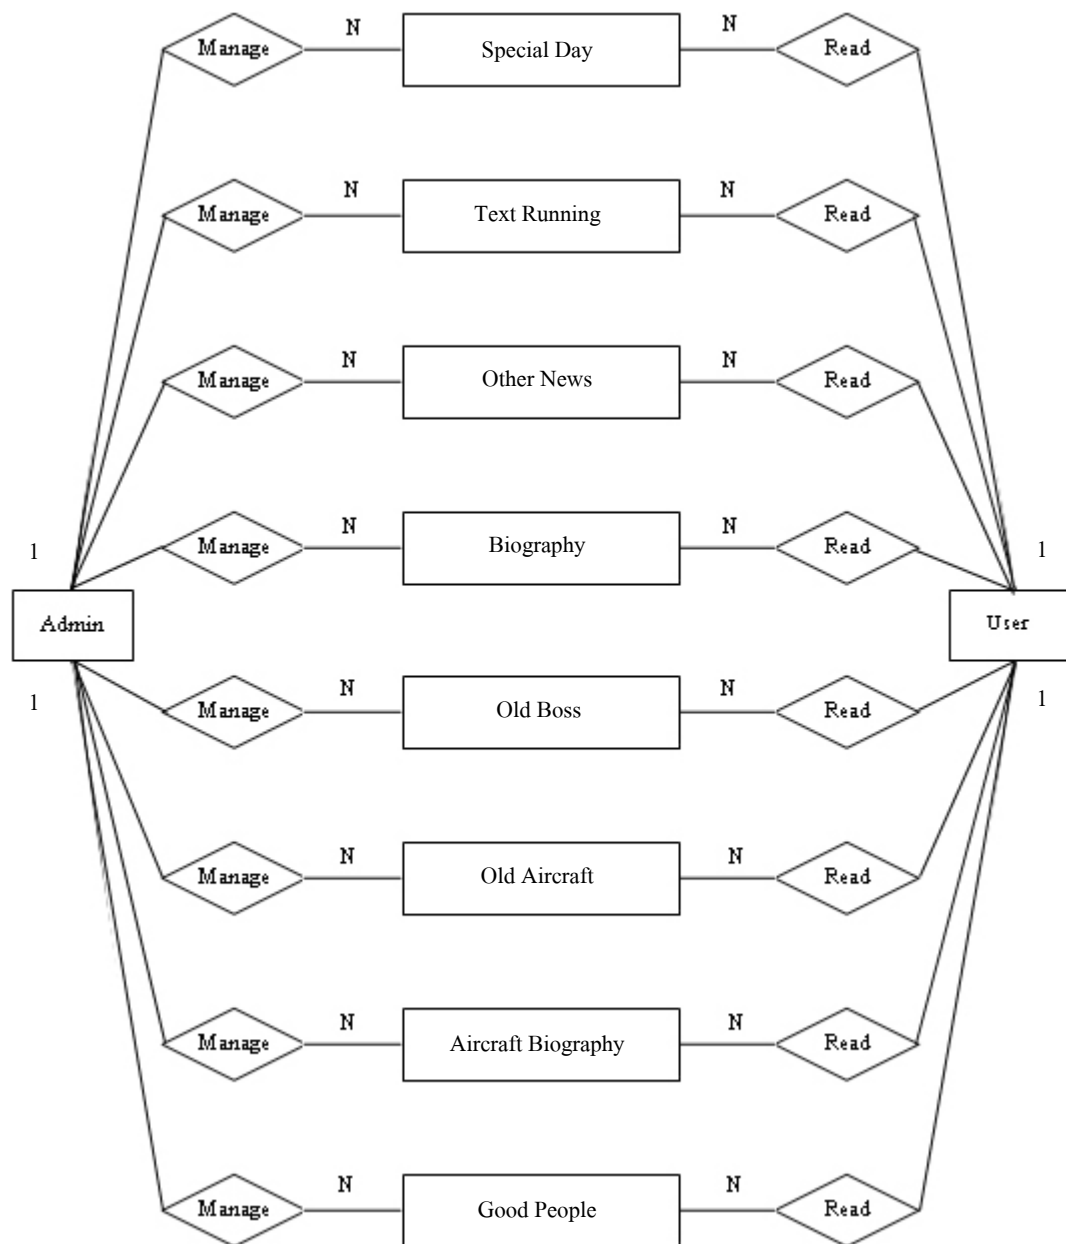 Manage N Special Day N Read
Manage N Text Running N Read
Manage N Other News N Read
Manage N Biography N Read
1 1
Admin User
1 1
Manage N Old Boss N Read
Manage N Old Aircraft N Read
Manage N Aircraft Biography N Read
Manage N Good People N Read